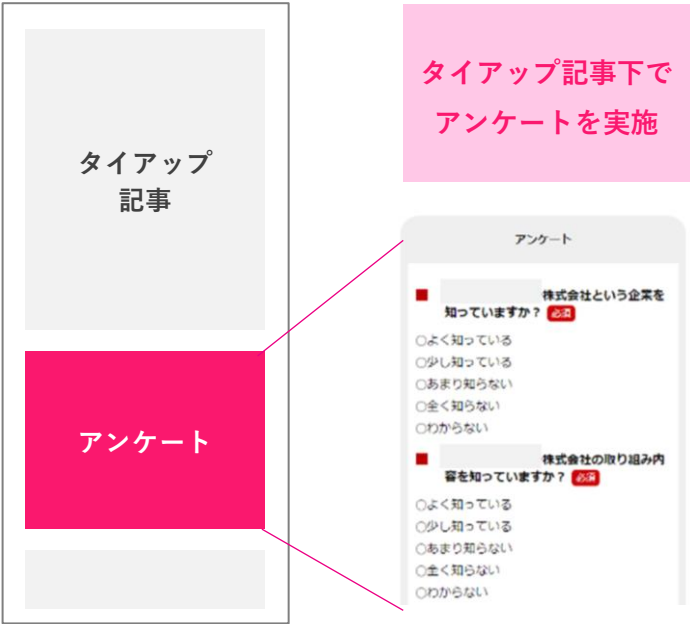 タイアップ
記事
アンケート
タイアップ記事下で
アンケートを実施
アンケート
■ 株式会社という企業を
知っていますか？ 必須
○よく知っている
○少し知っている
○あまり知らない
○全く知らない
○わからない
■ 株式会社の取り組み内
容を知っていますか？ 必須
○よく知っている
○少し知っている
○あまり知らない
○全く知らない
○わからない